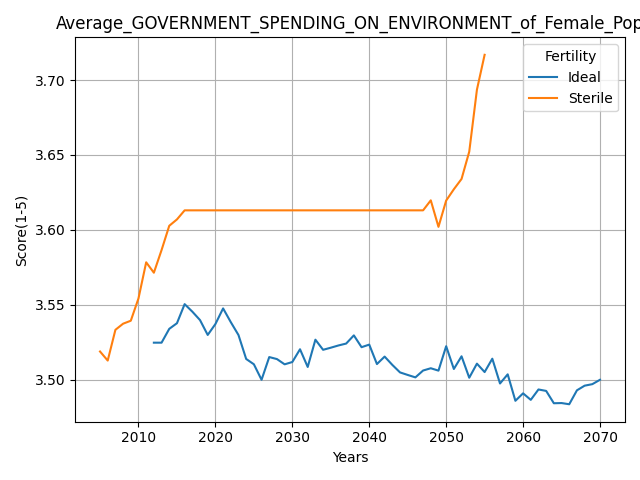 Average_GOVERNMENT_SPENDING_ON_ENVIRONMENT_of_Female_Pop
Fertility
Ideal
Sterile
Score(1-5)
3.70
3.65
3.60
3.55
3.50
2010 2020 2030 2040 2050 2060 2070
Years